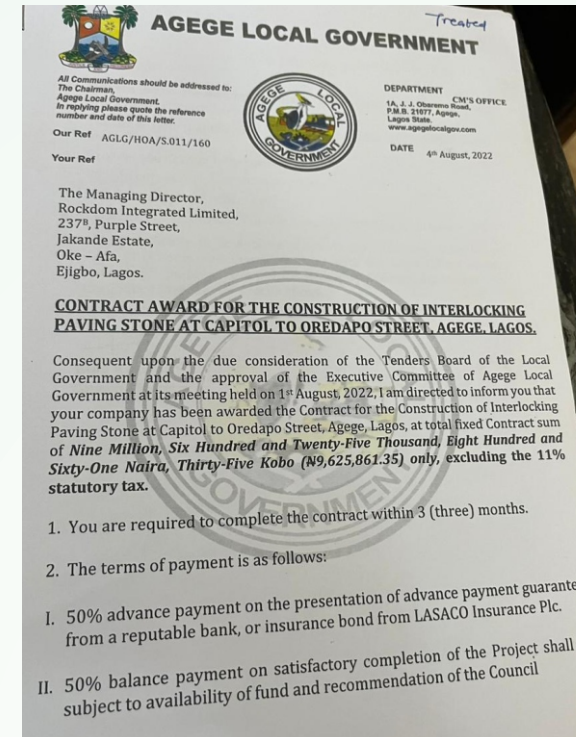 Treated
AGEGE LOCAL GOVERNMENT
All Communications should be addressed to:
The Chairman,
Agege Local Government.
In replying please quote the reference
number and date of this letter.
Our Ref AGLG/HOA/S.011/160
Your Ref
AGEGE LOCAL
GOVERNMENT
DEPARTMENT CM'S OFFICE
1A, J. J. Obaremo Road,
P.M.B. 21077, Agege,
Lagos State.
www.agegelocalgov.com
DATE 4th August, 2022
The Managing Director,
Rockdom Integrated Limited,
237B, Purple Street,
Jakande Estate,
Oke – Afa,
Ejigbo, Lagos.
CONTRACT AWARD FOR THE CONSTRUCTION OF INTERLOCKING
PAVING STONE AT CAPITOL TO OREDAPO STREET, AGEGE, LAGOS.
Consequent upon the due consideration of the Tenders Board of the Local
Government and the approval of the Executive Committee of Agege Local
Government at its meeting held on 1st August, 2022, I am directed to inform you that
your company has been awarded the Contract for the Construction of Interlocking
Paving Stone at Capitol to Oredapo Street, Agege, Lagos, at total fixed Contract sum
of Nine Million, Six Hundred and Twenty-Five Thousand, Eight Hundred and
Sixty-One Naira, Thirty-Five Kobo (₦9,625,861.35) only, excluding the 11%
statutory tax.
1. You are required to complete the contract within 3 (three) months.
2. The terms of payment is as follows:
I. 50% advance payment on the presentation of advance payment guarante
from a reputable bank, or insurance bond from LASACO Insurance Plc.
II. 50% balance payment on satisfactory completion of the Project shall
subject to availability of fund and recommendation of the Council